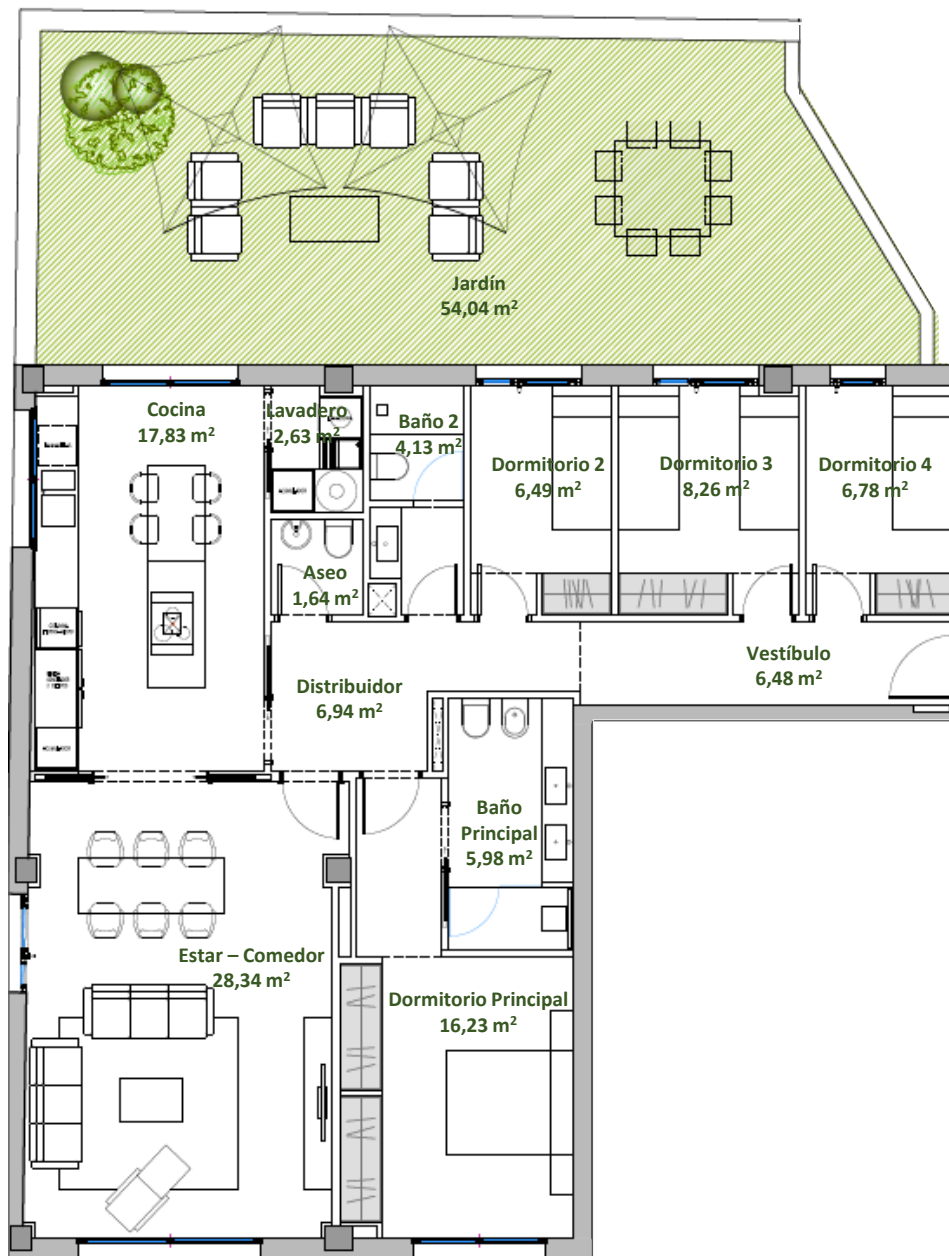 Jardín
54,04 m²
Cocina
17,83 m²
Lavadero
2,63 m²
Baño 2
4,13 m²
Dormitorio 2
6,49 m²
Dormitorio 3
8,26 m²
Dormitorio 4
6,78 m²
Aseo
1,64 m²
Vestíbulo
6,48 m²
Distribuidor
6,94 m²
Baño
Principal
5,98 m²
Estar – Comedor
28,34 m²
Dormitorio Principal
16,23 m²